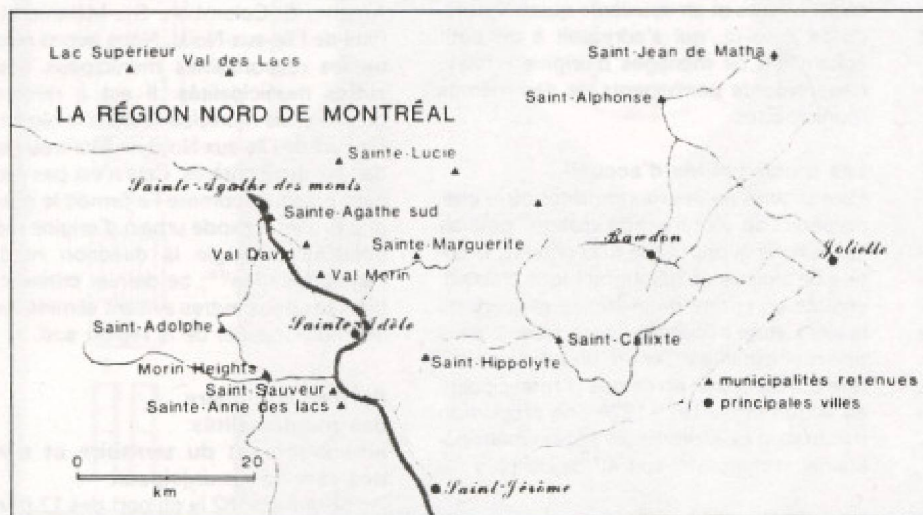 Lac Supérieur
Val des Lacs
Saint-Jean de Matha
Saint-Alphonse
LA RÉGION NORD DE MONTRÉAL
Sainte-Lucie
Sainte-Agathe des monts
Sainte-Agathe sud
Val David
Sainte-Marguerite
Rawdon
Joliette
Val Morin
Saint-Adolphe
Sainte-Adèle
Saint-Calixte
Morin Heights
Saint-Hippolyte
Saint-Sauveur
municipalités retenues
Sainte-Anne des lacs
principales villes
0 20
km
Saint-Jérôme